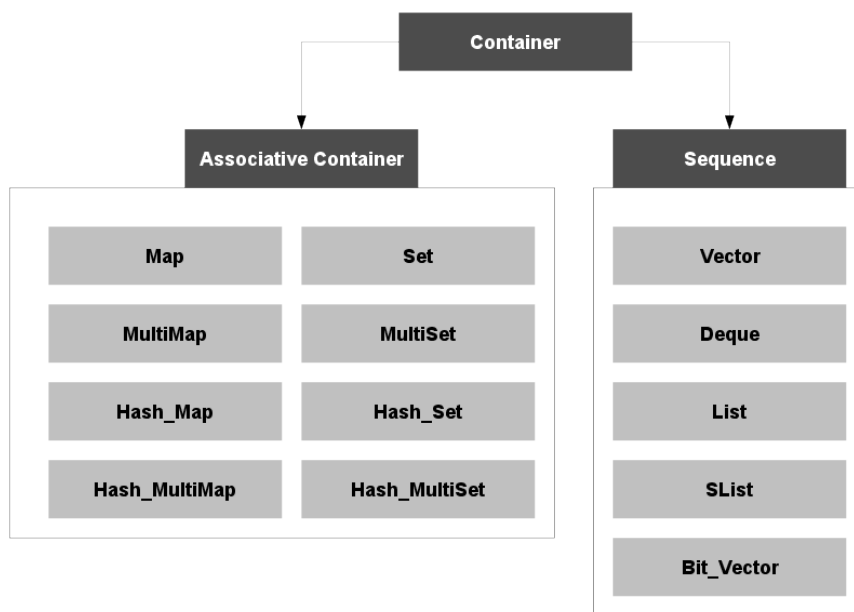 Container
Associative Container
Sequence
Map
Set
MultiMap
MultiSet
Hash_Map
Hash_Set
Hash_MultiMap
Hash_MultiSet
Vector
Deque
List
SList
Bit_Vector